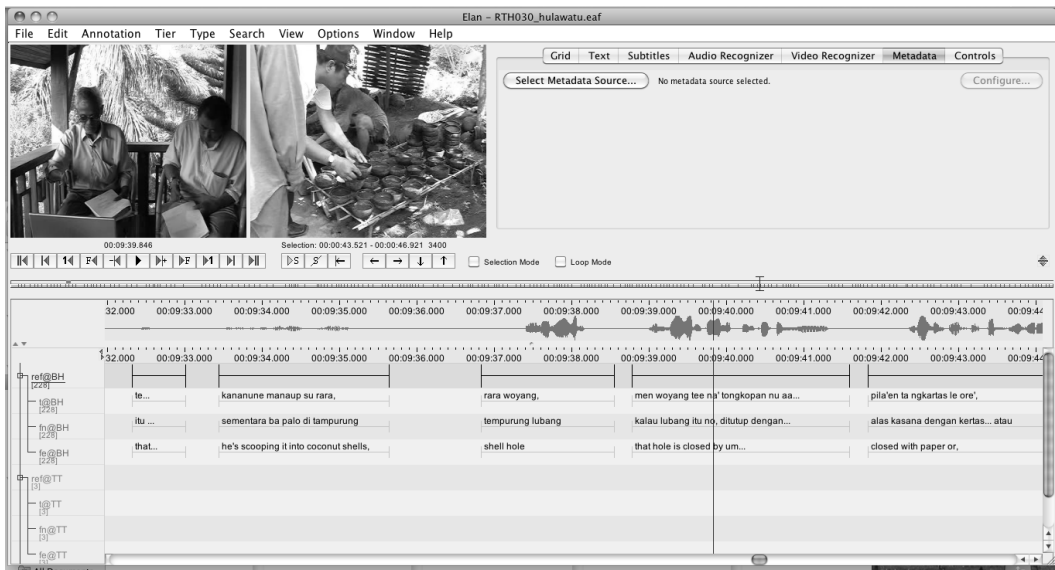 Elan - RTH030_hulawatu.eaf
File Edit Annotation Tier Type Search View Options Window Help
Grid Text Subtitles Audio Recognizer Video Recognizer Metadata Controls
Select Metadata Source... No metadata source selected. Configure...
00:09:39.846 Selection: 00:00:43.521 - 00:00:46.921 3400
Selection Mode Loop Mode
32.000 00:09:33.000 00:09:34.000 00:09:35.000 00:09:36.000 00:09:37.000 00:09:38.000 00:09:39.000 00:09:40.000 00:09:41.000 00:09:42.000 00:09:43.000 00:09:44
32.000 00:09:33.000 00:09:34.000 00:09:35.000 00:09:36.000 00:09:37.000 00:09:38.000 00:09:39.000 00:09:40.000 00:09:41.000 00:09:42.000 00:09:43.000 00:09:44
ref@BH
[228]
t@BH te... kananune manaup su rara, rara woyang, men woyang tee na' tongkopan nu aa... pila'en ta ngkartas le ore',
[228]
fn@BH itu ... sementara ba palo di tampurung tempurung lubang kalau lubang itu no, ditutup dengan... alas kasana dengan kertas... atau
[228]
fe@BH that... he's scooping it into coconut shells, shell hole that hole is closed by um... closed with paper or,
[228]
ref@TT
[3]
t@TT
[3]
fn@TT
[3]
fe@TT
[3]